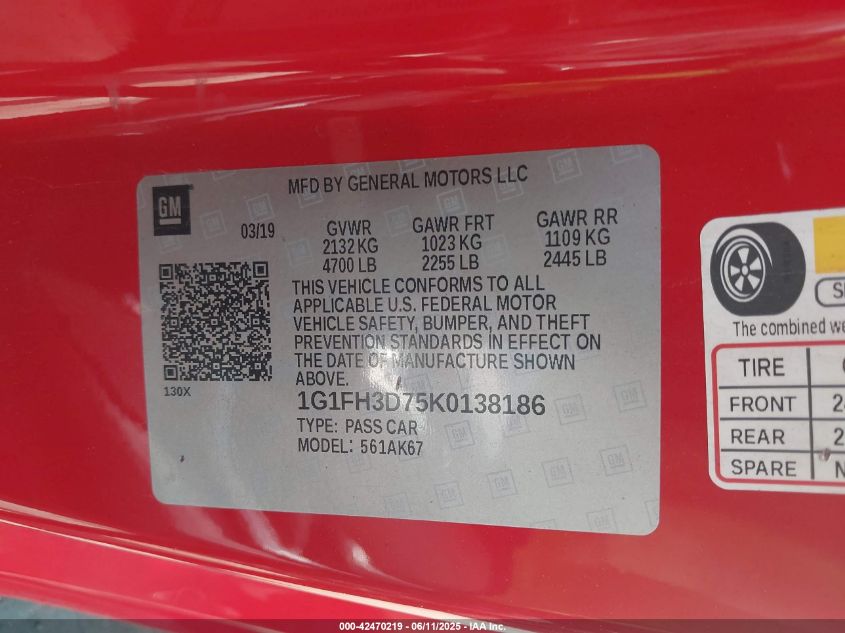 GM
MFD BY GENERAL MOTORS LLC
03/19
GVWR GAWR FRT GAWR RR
2132 KG 1023 KG 1109 KG
4700 LB 2255 LB 2445 LB
THIS VEHICLE CONFORMS TO ALL
APPLICABLE U.S. FEDERAL MOTOR
VEHICLE SAFETY, BUMPER, AND THEFT
PREVENTION STANDARDS IN EFFECT ON
THE DATE OF MANUFACTURE SHOWN
ABOVE.
130X
1G1FH3D75K0138186
TYPE: PASS CAR
MODEL: 561AK67
The combined
TIRE
FRONT
REAR
SPARE
000-42470219 - 06/11/2025 - IAA Inc.